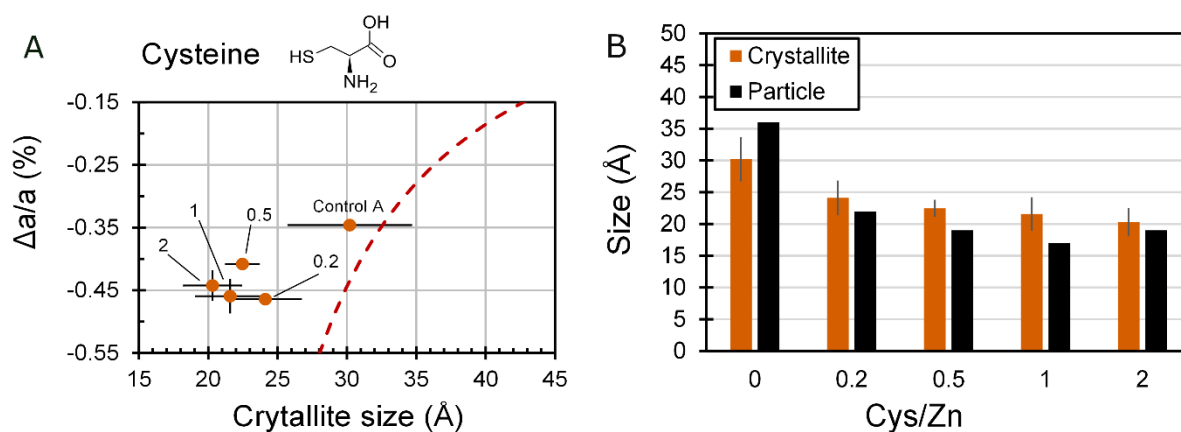 A
Cysteine
HS
OH
O
NH2
Δa/a (%)
-0.15
-0.25
-0.35
-0.45
-0.55
Control A
0.5
1
2
0.2
15 20 25 30 35 40 45
Crytallite size (Å)
B
Crystallite
Particle
Size (Å)
50
45
40
35
30
25
20
15
10
5
0
0 0.2 0.5 1 2
Cys/Zn